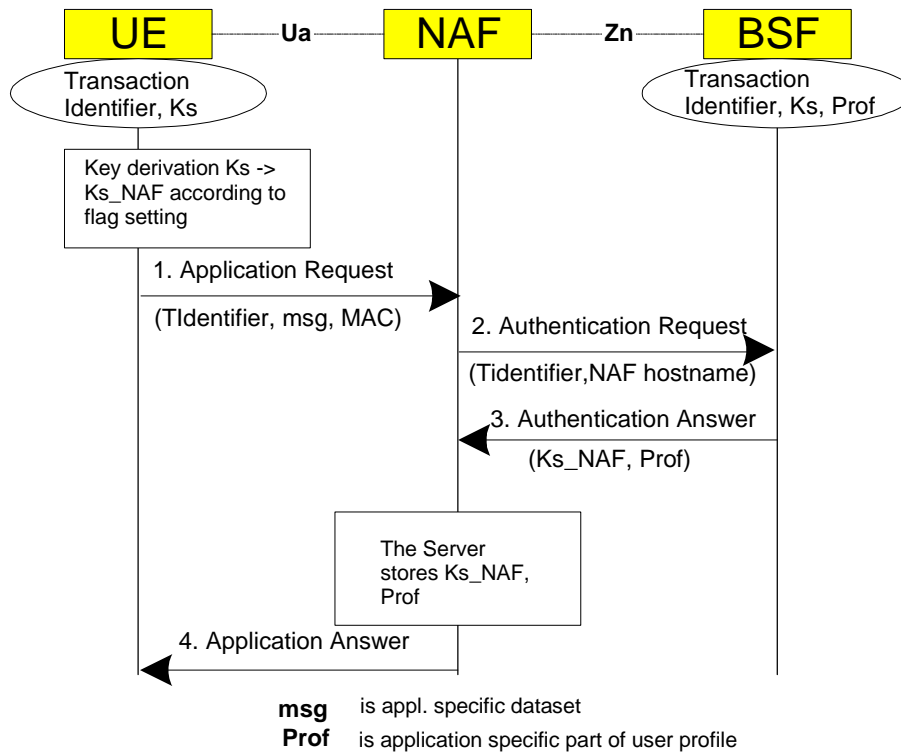 UE Ua NAF Zn BSF
Transaction
Identifier, Ks
Transaction
Identifier, Ks, Prof
Key derivation Ks ->
Ks_NAF according to
flag setting
1. Application Request
(TIdentifier, msg, MAC)
2. Authentication Request
(Tidentifier,NAF hostname)
3. Authentication Answer
(Ks_NAF, Prof)
The Server
stores Ks_NAF,
Prof
4. Application Answer
msg is appl. specific dataset
Prof is application specific part of user profile